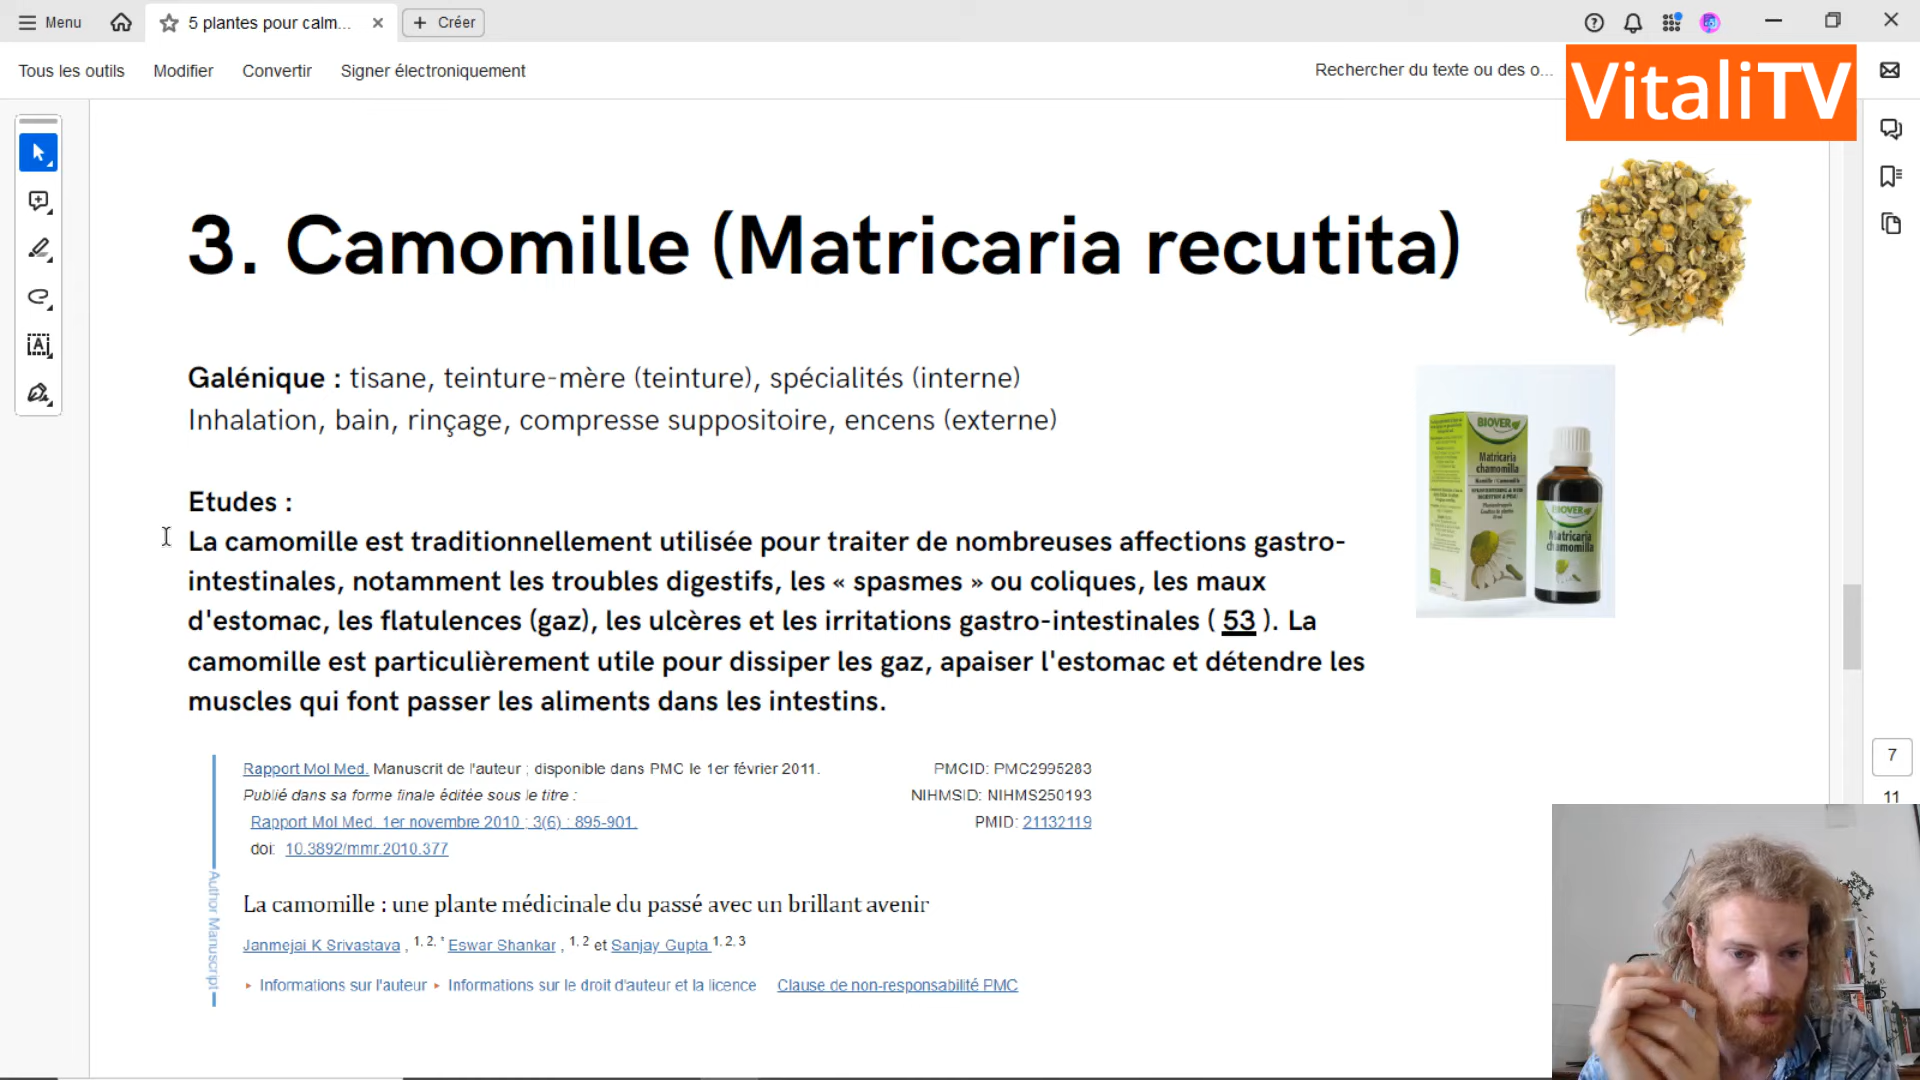 Menu
5 plantes pour calm...
Créer
Tous les outils
Modifier
Convertir
Signer électroniquement
Rechercher du texte ou des o...
VitaliTV
3. Camomille (Matricaria recutita)
Galénique : tisane, teinture-mère (teinture), spécialités (interne)
Inhalation, bain, rinçage, compresse suppositoire, encens (externe)
BIOVER
Matricaria
chamomilla
BIOVER
Matricaria
chamomilla
Etudes :
La camomille est traditionnellement utilisée pour traiter de nombreuses affections gastro-
intestinales, notamment les troubles digestifs, les « spasmes » ou coliques, les maux
d'estomac, les flatulences (gaz), les ulcères et les irritations gastro-intestinales ( 53 ). La
camomille est particulièrement utile pour dissiper les gaz, apaiser l'estomac et détendre les
muscles qui font passer les aliments dans les intestins.
Rapport Mol Med. Manuscrit de l'auteur ; disponible dans PMC le 1er février 2011.
Publié dans sa forme finale éditée sous le titre :
Rapport Mol Med. 1er novembre 2010 ; 3(6) : 895-901.
doi: 10.3892/mmr.2010.377
PMCID: PMC2995283
NIHMSID: NIHMS250193
PMID: 21132119
Author Manuscript
La camomille : une plante médicinale du passé avec un brillant avenir
Janmejai K Srivastava , 1, 2, * Eswar Shankar , 1, 2 et Sanjay Gupta 1, 2, 3
Informations sur l'auteur
Informations sur le droit d'auteur et la licence
Clause de non-responsabilité PMC
7
11